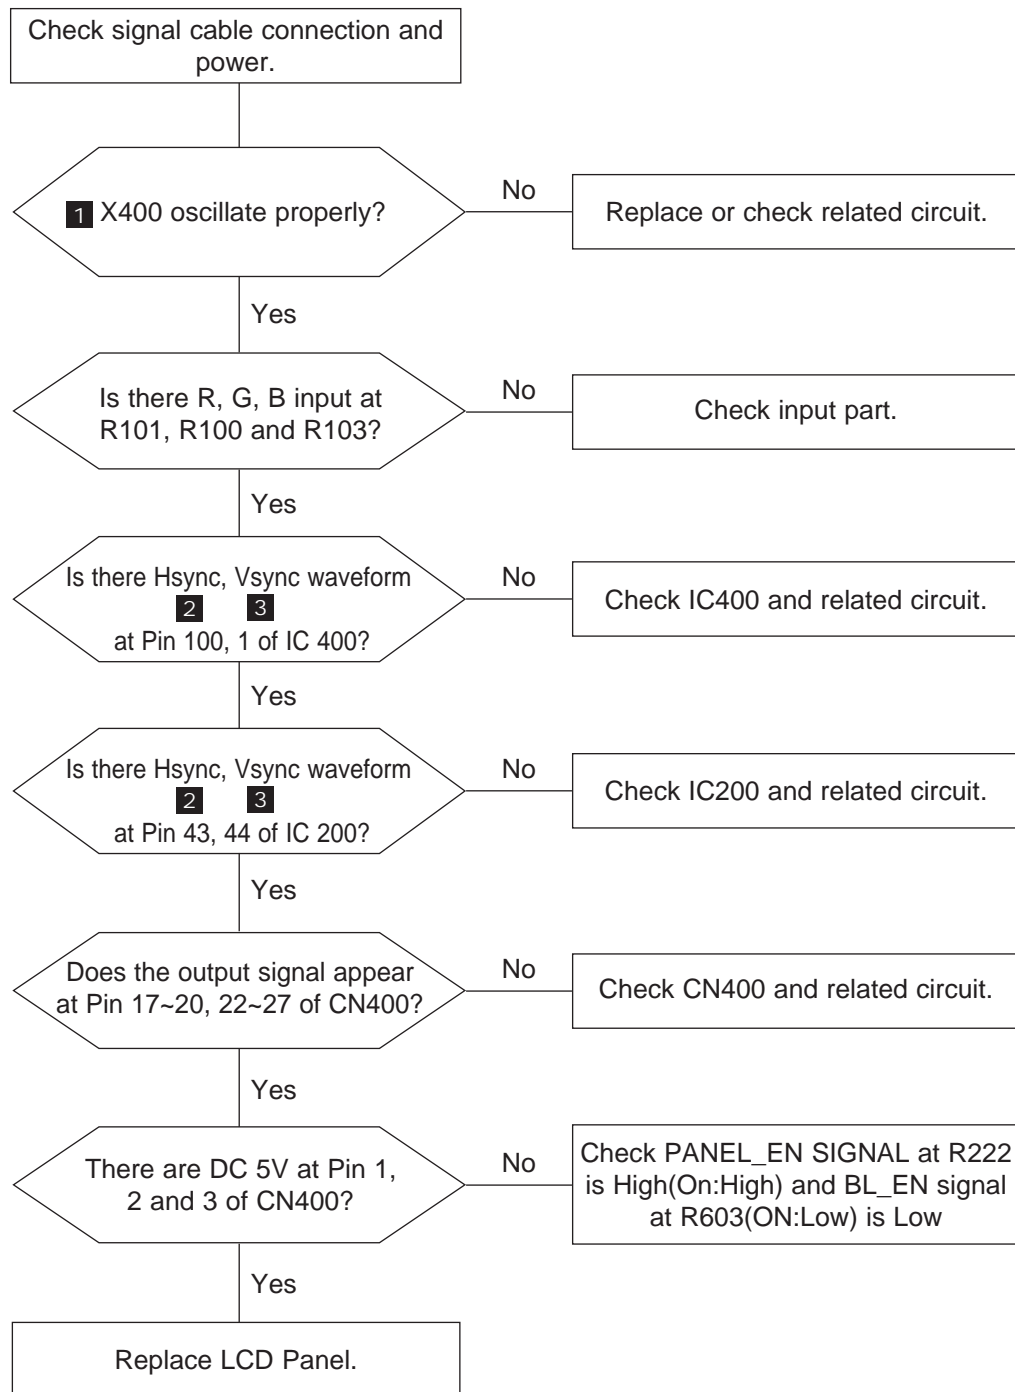 Check signal cable connection and
power.
1 X400 oscillate properly?
No
Replace or check related circuit.
Yes
Is there R, G, B input at
R101, R100 and R103?
No
Check input part.
Yes
Is there Hsync, Vsync waveform
2 3
at Pin 100, 1 of IC 400?
No
Check IC400 and related circuit.
Yes
Is there Hsync, Vsync waveform
2 3
at Pin 43, 44 of IC 200?
No
Check IC200 and related circuit.
Yes
Does the output signal appear
at Pin 17~20, 22~27 of CN400?
No
Check CN400 and related circuit.
Yes
There are DC 5V at Pin 1,
2 and 3 of CN400?
No
Check PANEL_EN SIGNAL at R222
is High(On:High) and BL_EN signal
at R603(ON:Low) is Low
Yes
Replace LCD Panel.